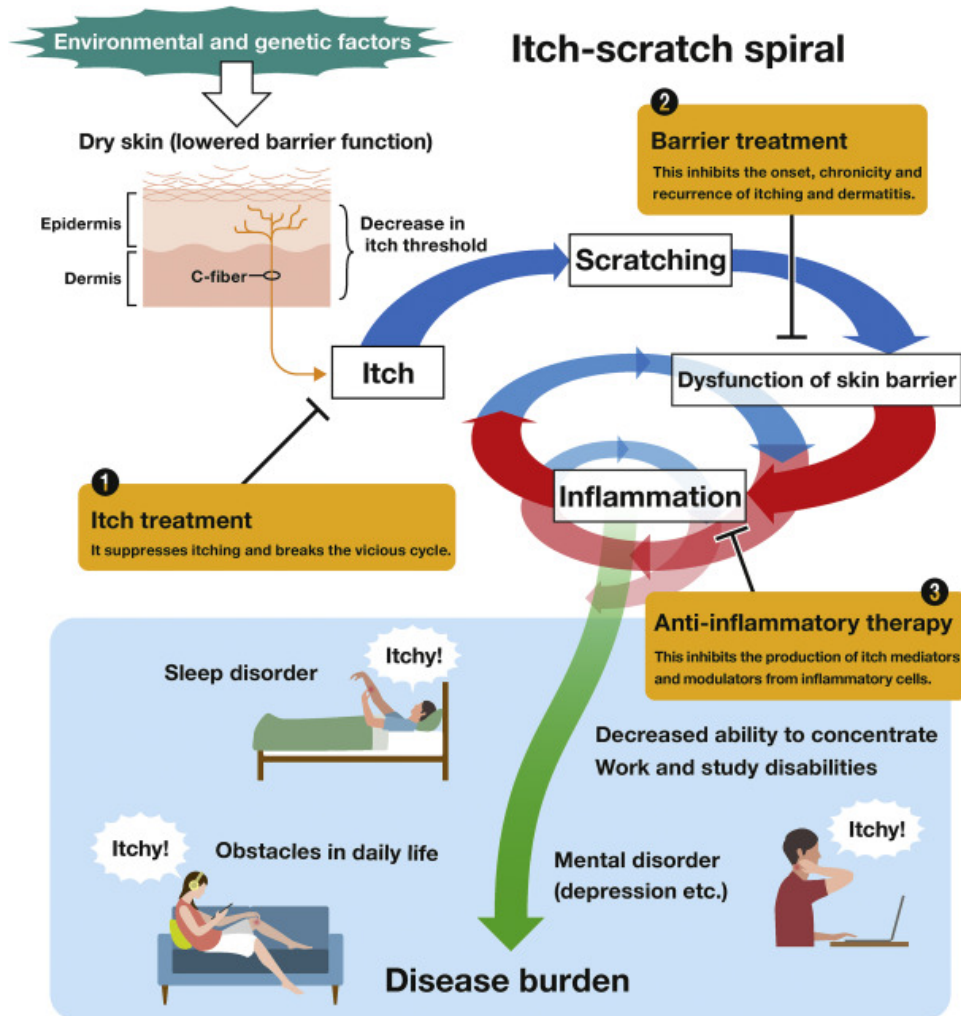 Environmental and genetic factors
Itch-scratch spiral
Dry skin (lowered barrier function)
Epidermis
Dermis
C-fiber
Decrease in
itch threshold
2
Barrier treatment
This inhibits the onset, chronicity and
recurrence of itching and dermatitis.
Scratching
Itch
Dysfunction of skin barrier
Inflammation
1
Itch treatment
It suppresses itching and breaks the vicious cycle.
3
Anti-inflammatory therapy
This inhibits the production of itch mediators
and modulators from inflammatory cells.
Sleep disorder
Itchy!
Decreased ability to concentrate
Work and study disabilities
Itchy!
Obstacles in daily life
Mental disorder
(depression etc.)
Itchy!
Disease burden